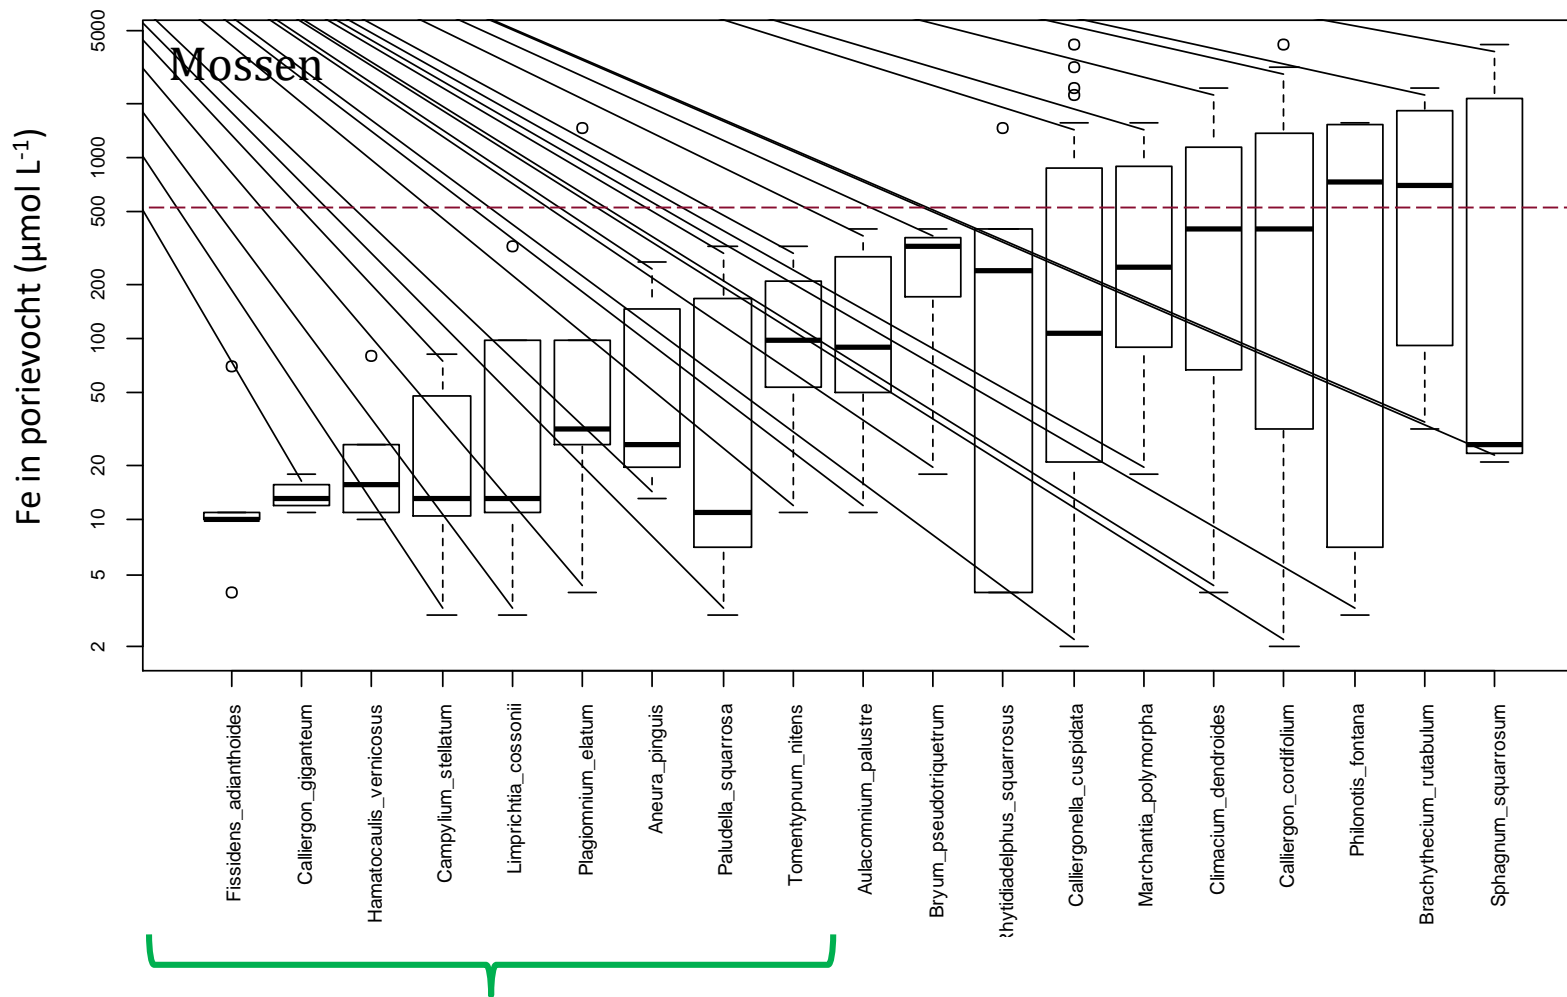 Mossen
Fe in porievocht (µmol L-1)
5000
1000
500
200
100
50
20
10
5
2
Fissidens_adianthoides
Calliergon_giganteum
Hamatocaulis_vernicosus
Campylium_stellatum
Limprichtia_cossonii
Plagiomnium_elatum
Aneura_pinguis
Paludella_squarrosa
Tomentypnum_nitens
Aulacomnium_palustre
Bryum_pseudotriquetrum
Rhytidiadelphus_squarrosus
Calliergonella_cuspidata
Marchantia_polymorpha
Climacium_dendroides
Calliergon_cordifolium
Philonotis_fontana
Brachythecium_rutabulum
Sphagnum_squarrosum